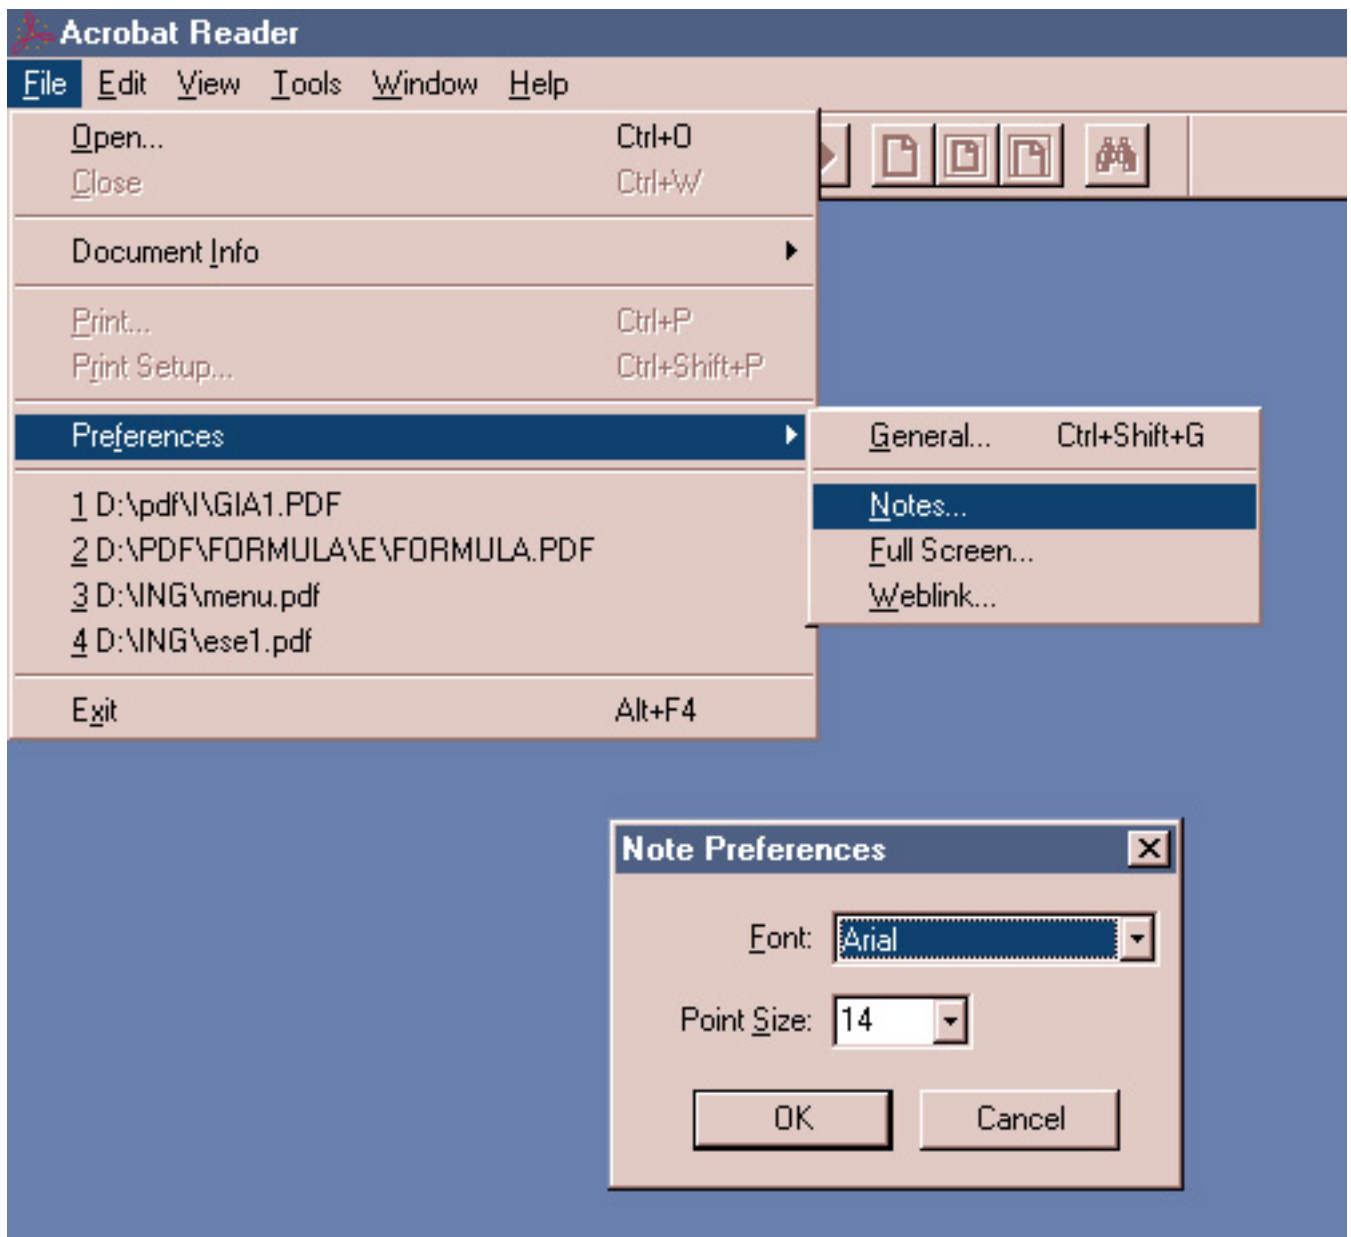 Acrobat Reader
File Edit View Tools Window Help
Open... Ctrl+O
Close Ctrl+W
Document Info
Print... Ctrl+P
Print Setup... Ctrl+Shift+P
Preferences
General... Ctrl+Shift+G
Notes...
Full Screen...
Weblink...
1 D:\pdf\I\GIA1.PDF
2 D:\PDF\FORMULA\E\FORMULA.PDF
3 D:\ING\menu.pdf
4 D:\ING\ese1.pdf
Exit Alt+F4
Note Preferences
Font: Arial
Point Size: 14
OK Cancel